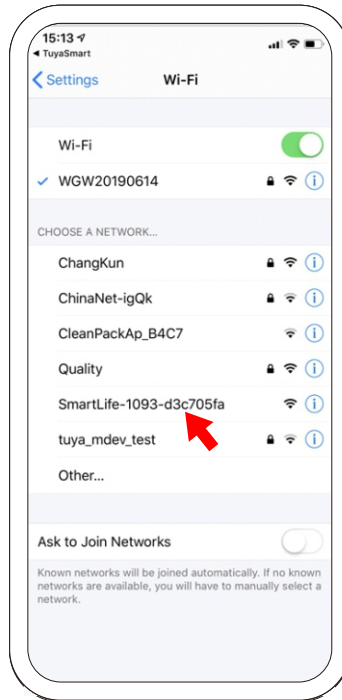 15:13
TuyaSmart
Settings Wi-Fi
Wi-Fi
WGW20190614
CHOOSE A NETWORK...
ChangKun
ChinaNet-igQk
CleanPackAp_B4C7
Quality
SmartLife-1093-d3c705fa
tuya_mdev_test
Other...
Ask to Join Networks
Known networks will be joined automatically. If no known
networks are available, you will have to manually select a
network.